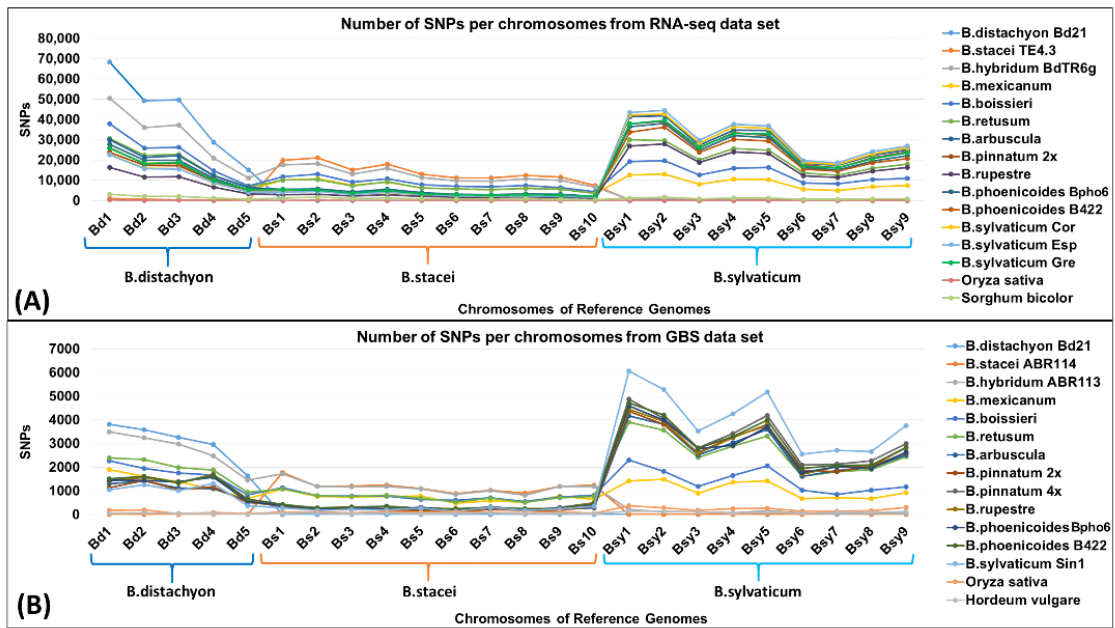 (A)
Number of SNPs per chromosomes from RNA-seq data set
SNPs
80,000
70,000
60,000
50,000
40,000
30,000
20,000
10,000
0
Bd1 Bd2 Bd3 Bd4 Bd5 Bs1 Bs2 Bs3 Bs4 Bs5 Bs6 Bs7 Bs8 Bs9 Bs10 Bsy1 Bsy2 Bsy3 Bsy4 Bsy5 Bsy6 Bsy7 Bsy8 Bsy9
B.distachyon B.stacei B.sylvaticum
Chromosomes of Reference Genomes
B.distachyon Bd21
B.stacei TE4.3
B.hybridum BdTR6g
B.mexicanum
B.boissieri
B.retusum
B.arbuscula
B.pinnatum 2x
B.rupestre
B.phoenicoides Bpho6
B.phoenicoides B422
B.sylvaticum Cor
B.sylvaticum Esp
B.sylvaticum Gre
Oryza sativa
Sorghum bicolor
(B)
Number of SNPs per chromosomes from GBS data set
SNPs
7000
6000
5000
4000
3000
2000
1000
0
Bd1 Bd2 Bd3 Bd4 Bd5 Bs1 Bs2 Bs3 Bs4 Bs5 Bs6 Bs7 Bs8 Bs9 Bs10 Bsy1 Bsy2 Bsy3 Bsy4 Bsy5 Bsy6 Bsy7 Bsy8 Bsy9
B.distachyon B.stacei B.sylvaticum
Chromosomes of Reference Genomes
B.distachyon Bd21
B.stacei ABR114
B.hybridum ABR113
B.mexicanum
B.boissieri
B.retusum
B.arbuscula
B.pinnatum 2x
B.pinnatum 4x
B.rupestre
B.phoenicoides Bpho6
B.phoenicoides B422
B.sylvaticum Sin1
Oryza sativa
Hordeum vulgare